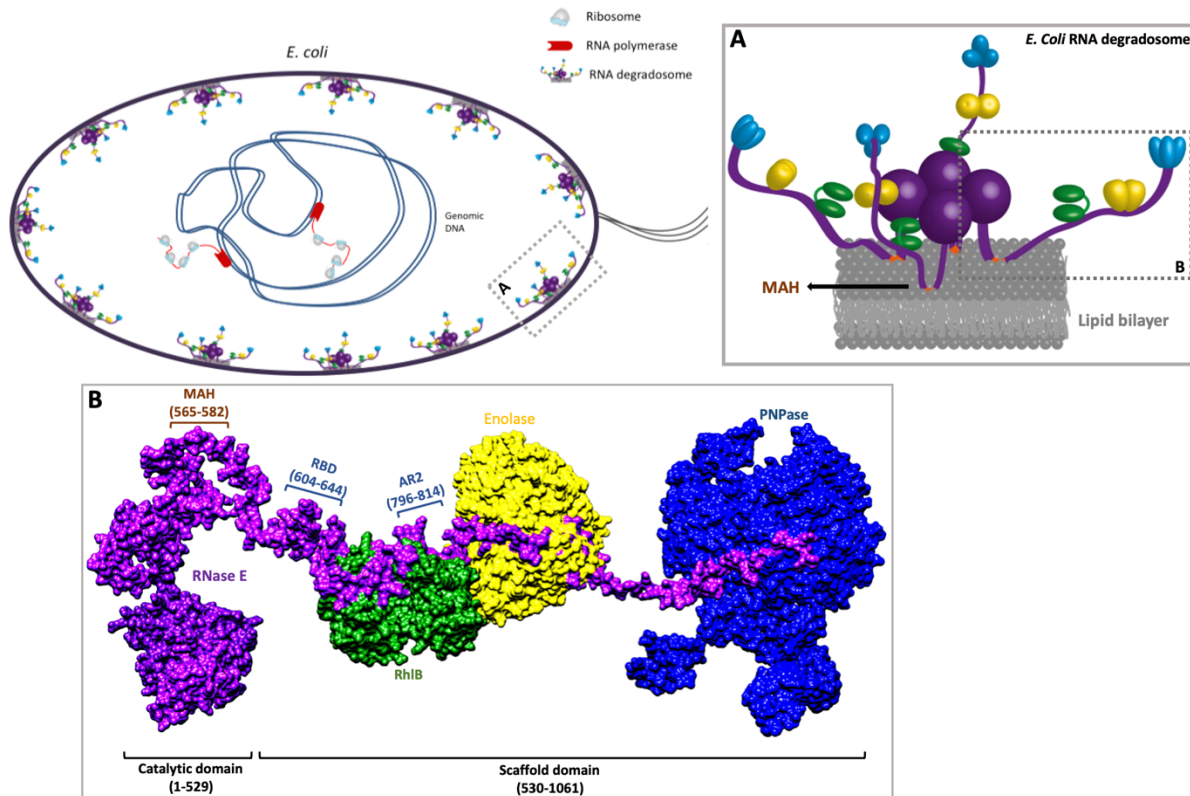 E. coli
Ribosome
RNA polymerase
RNA degradosome
Genomic
DNA
A
A
E. Coli RNA degradosome
B
MAH
Lipid bilayer
B
MAH
(565-582)
RBD
(604-644)
AR2
(796-814)
Enolase
PNPase
RNase E
RhlB
Catalytic domain
(1-529)
Scaffold domain
(530-1061)